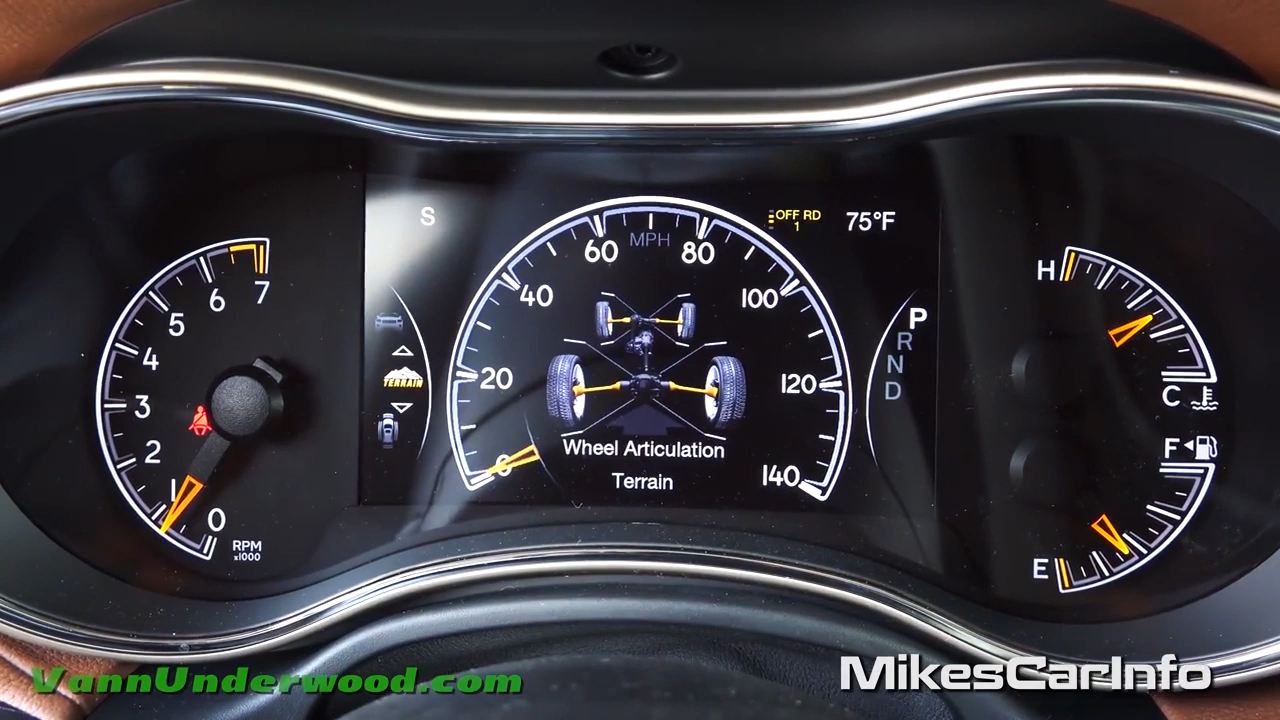 S
OFF RD
1
75°F
MPH
0
20
40
60
80
100
120
140
Wheel Articulation
Terrain
TERRAIN
0
1
2
3
4
5
6
7
RPM
x1000
P
R
N
D
H
C
F
E
VannUnderwood.com
MikesCarInfo